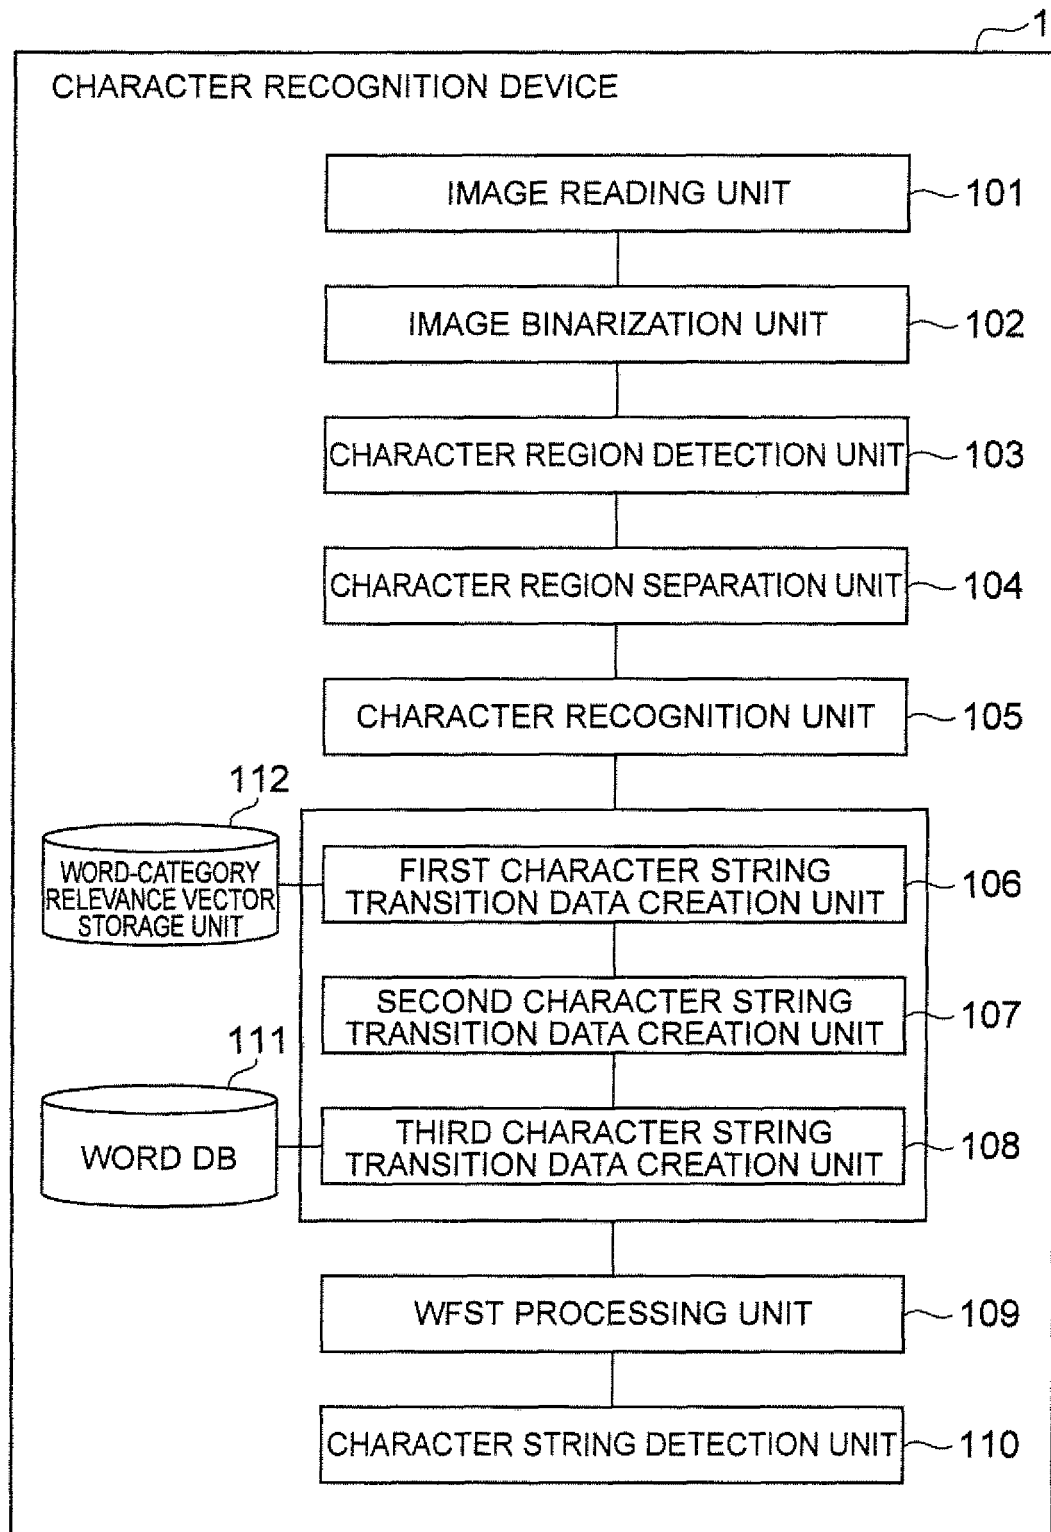 1
CHARACTER RECOGNITION DEVICE
IMAGE READING UNIT
101
IMAGE BINARIZATION UNIT
102
CHARACTER REGION DETECTION UNIT
103
CHARACTER REGION SEPARATION UNIT
104
CHARACTER RECOGNITION UNIT
105
112
WORD-CATEGORY
RELEVANCE VECTOR
STORAGE UNIT
FIRST CHARACTER STRING
TRANSITION DATA CREATION UNIT
106
SECOND CHARACTER STRING
TRANSITION DATA CREATION UNIT
107
111
WORD DB
THIRD CHARACTER STRING
TRANSITION DATA CREATION UNIT
108
WFST PROCESSING UNIT
109
CHARACTER STRING DETECTION UNIT
110